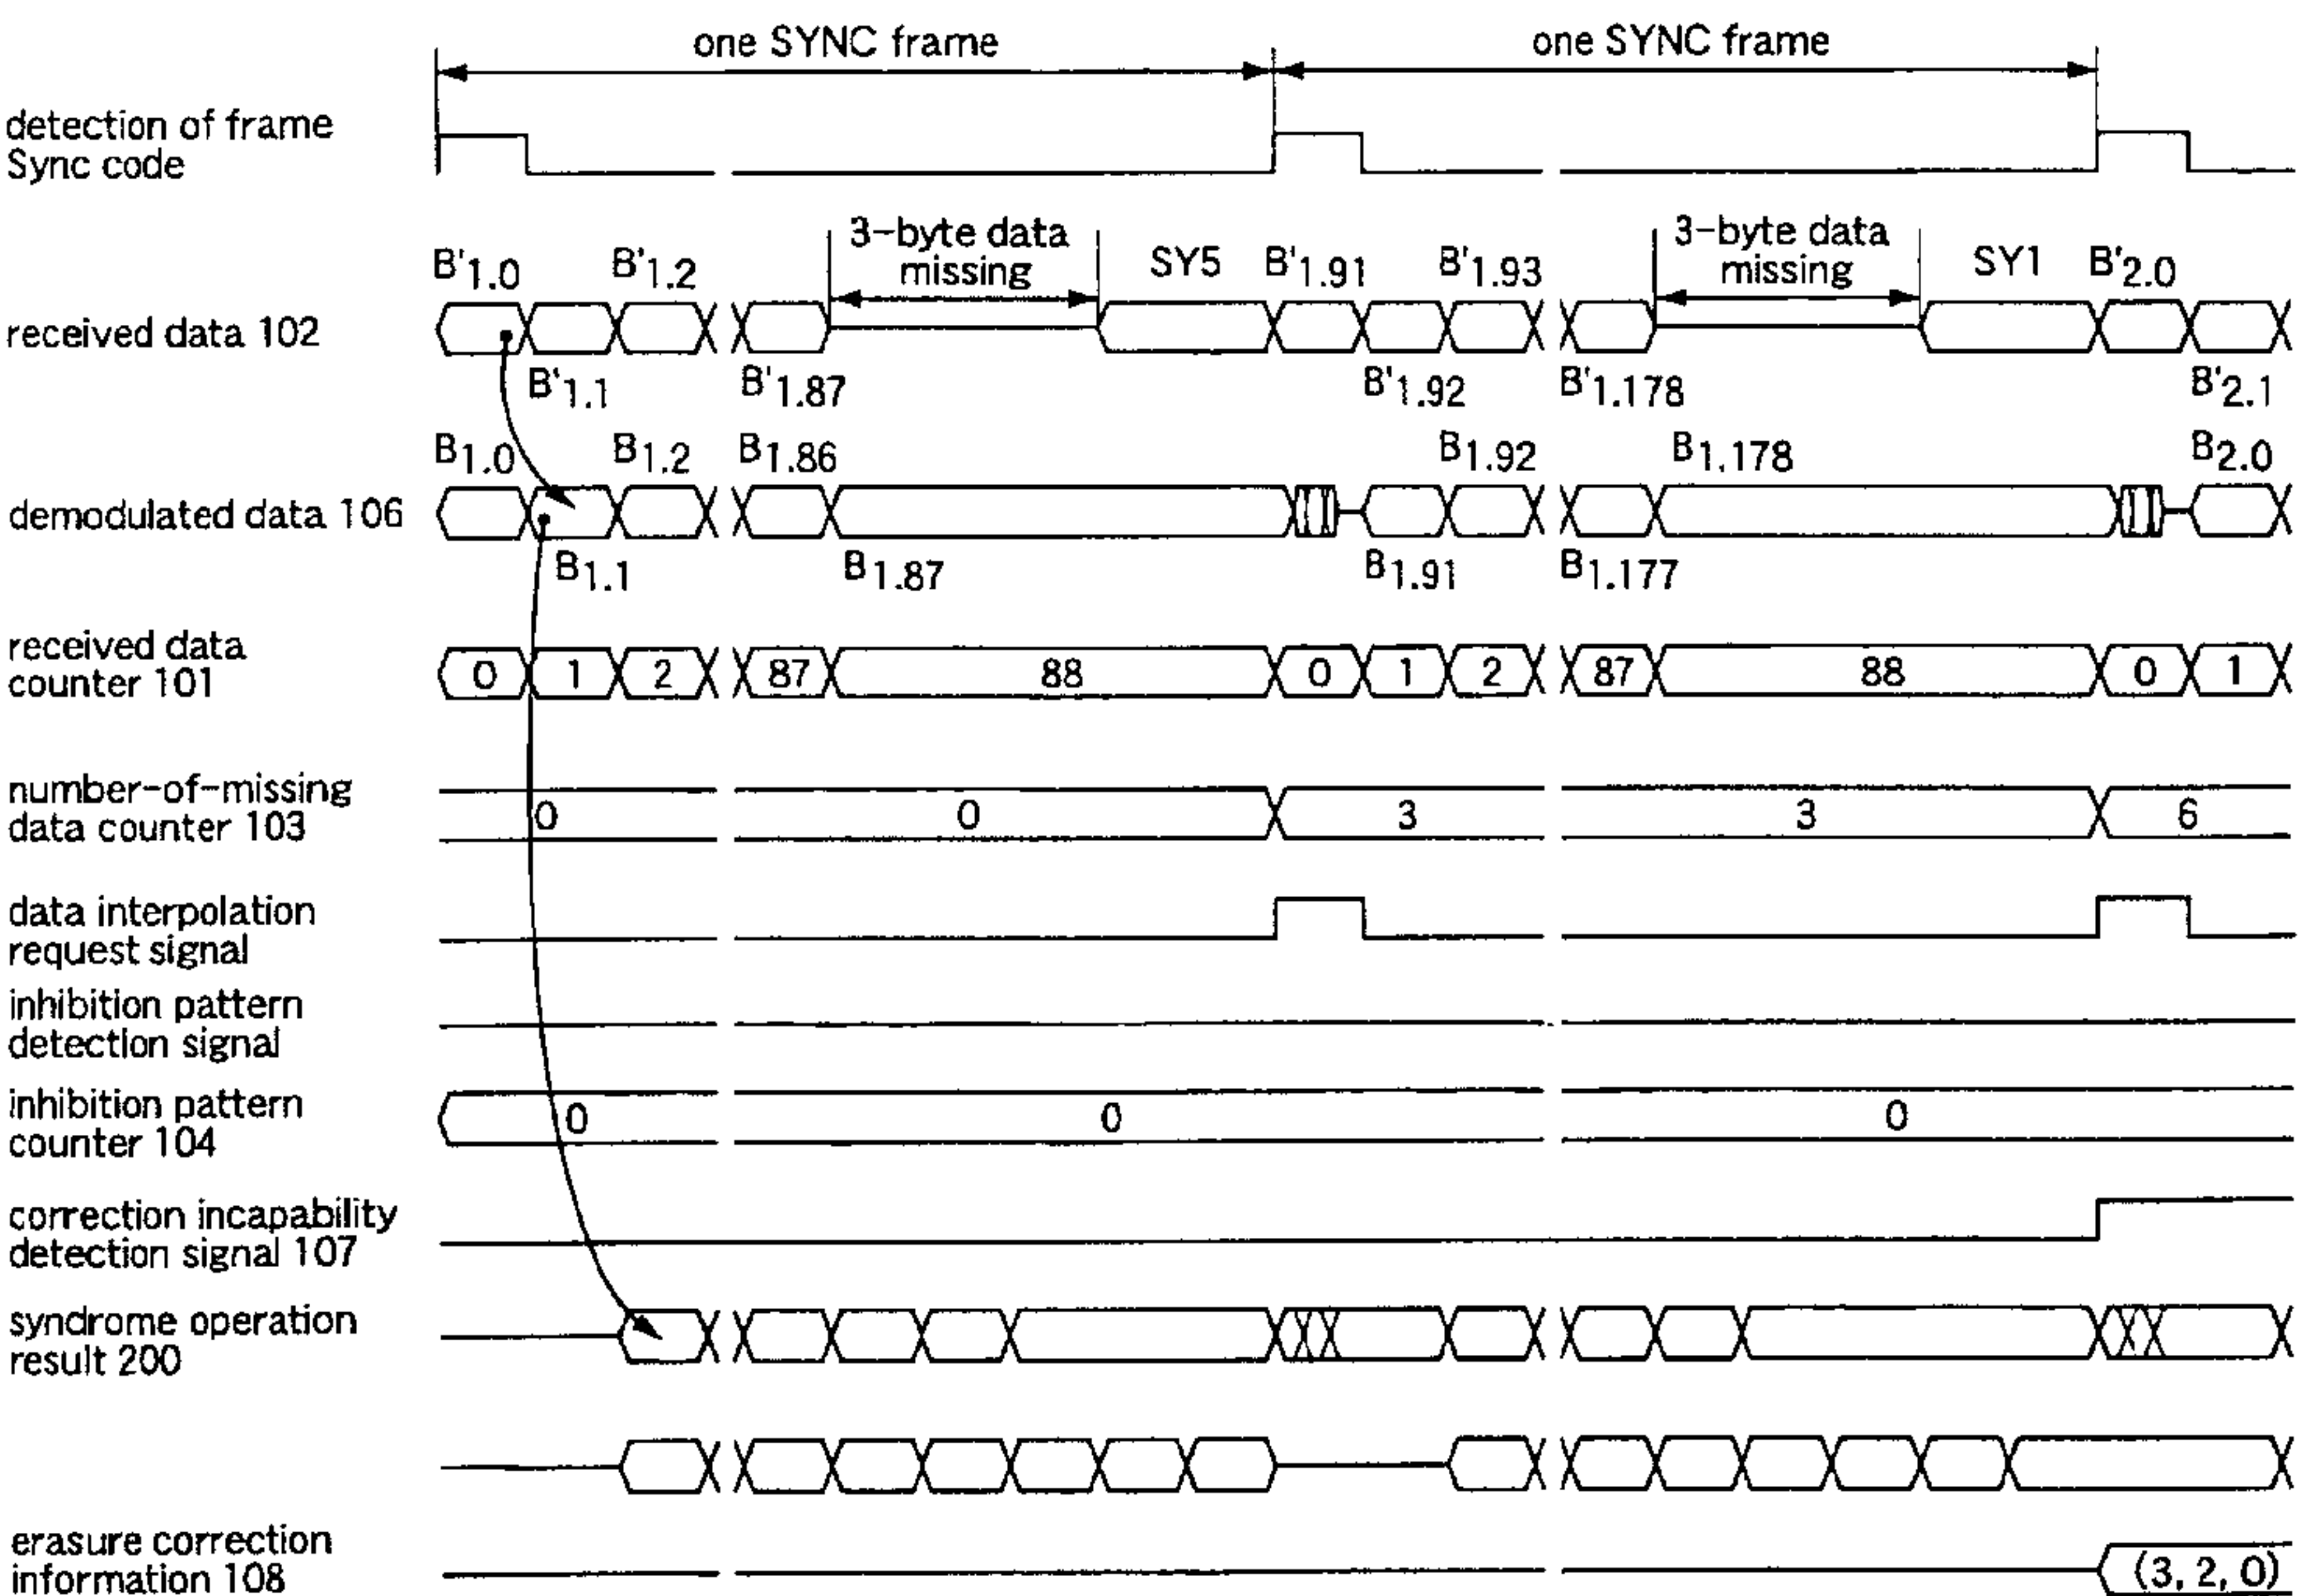 one SYNC frame
one SYNC frame
detection of frame
Sync code
3-byte data
missing
3-byte data
missing
B'1.0
B'1.2
SY5
B'1.91
B'1.93
SY1
B'2.0
received data 102
B'1.1
B'1.87
B'1.92
B'1.178
B'2.1
B1.0
B1.2
B1.86
B1.92
B1.178
B2.0
demodulated data 106
B1.1
B1.87
B1.91
B1.177
received data
counter 101
0 1 2 87 88 0 1 2 87 88 0 1
number-of-missing
data counter 103
0 0 3 3 6
data interpolation
request signal
inhibition pattern
detection signal
inhibition pattern
counter 104
0 0 0
correction incapability
detection signal 107
syndrome operation
result 200
erasure correction
information 108
(3, 2, 0)